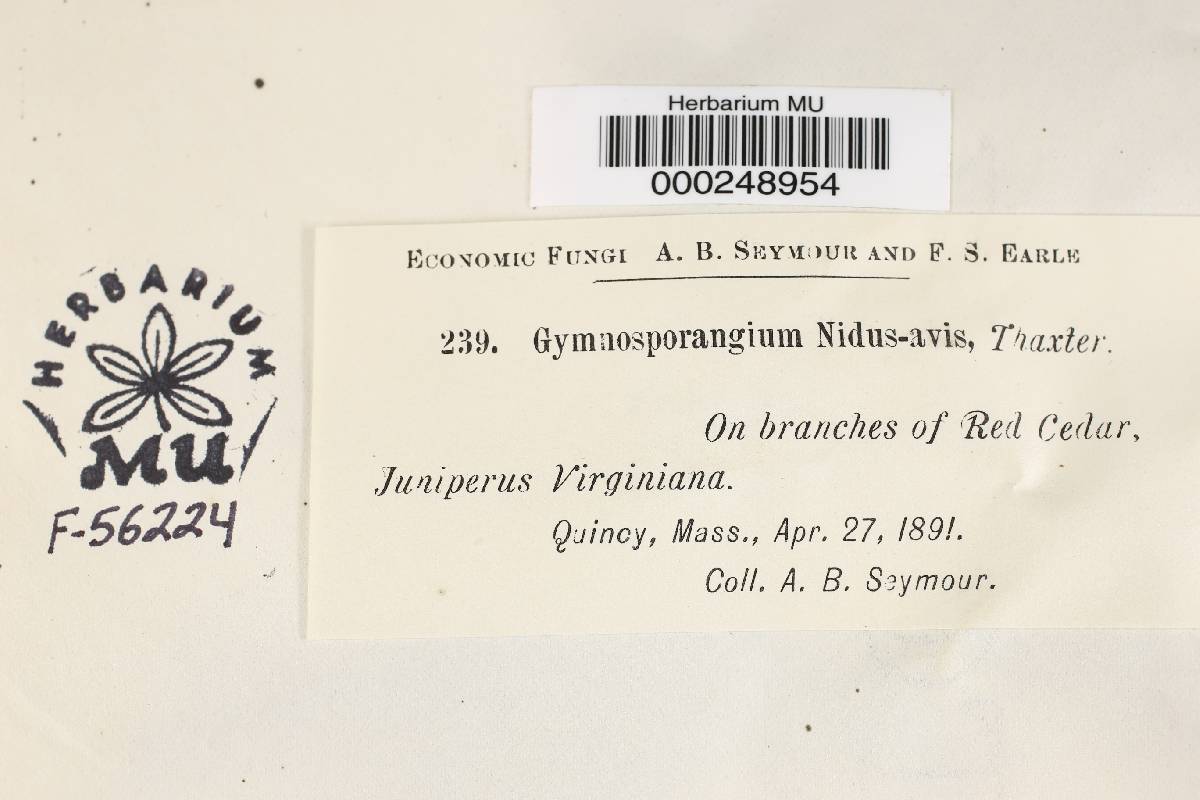 Herbarium MU
000248954
ECONOMIC FUNGI A. B. SEYMOUR AND F. S. EARLE
239. Gymnosporangium Nidus-avis, Thaxter.
On branches of Red Cedar,
Juniperus Virginiana.
Quincy, Mass., Apr. 27, 1891.
Coll. A. B. Seymour.
HERBARIUM
MU
F-56224